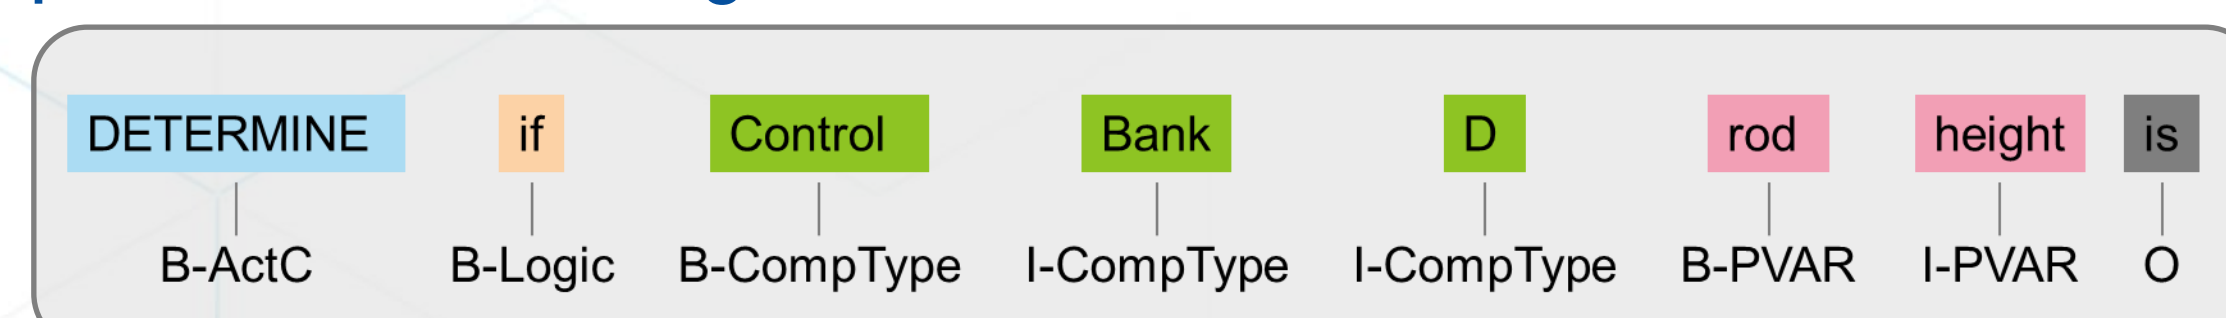 DETERMINE if Control Bank D rod height is
B-ActC B-Logic B-CompType I-CompType I-CompType B-PVAR I-PVAR O